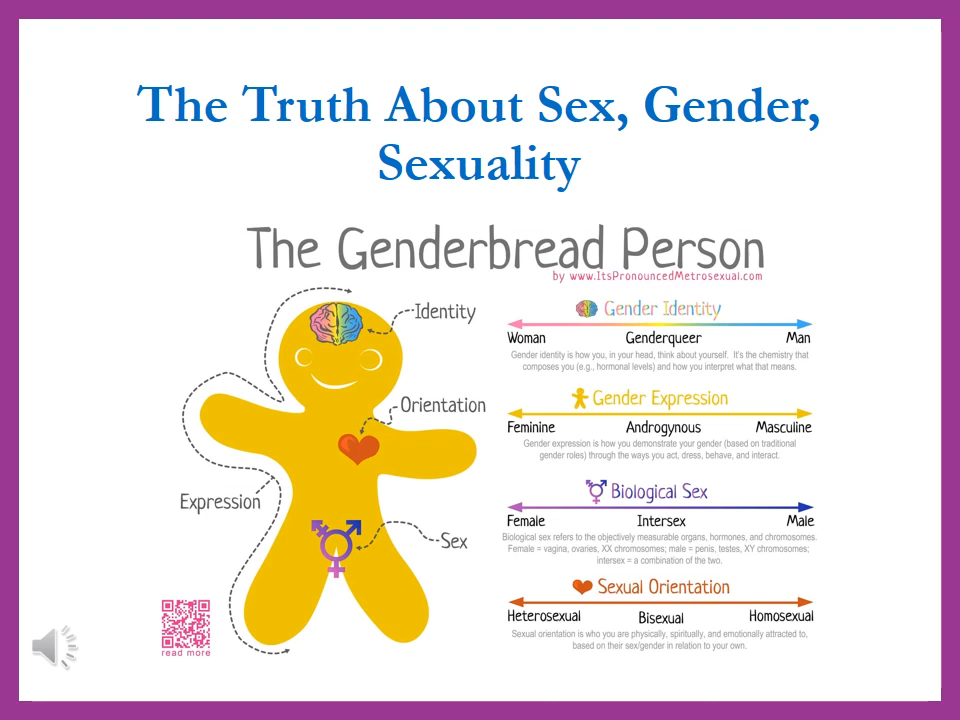 The Truth About Sex, Gender,
Sexuality
The Genderbread Person
by www.ItsPronouncedMetrosexual.com
Identity
Orientation
Expression
Sex
read more
Gender Identity
Woman Genderqueer Man
Gender identity is how you, in your head, think about yourself. It's the chemistry that
composes you (e.g., hormonal levels) and how you interpret what that means.
Gender Expression
Feminine Androgynous Masculine
Gender expression is how you demonstrate your gender (based on traditional
gender roles) through the ways you act, dress, behave, and interact.
Biological Sex
Female Intersex Male
Biological sex refers to the objectively measurable organs, hormones, and chromosomes.
Female = vagina, ovaries, XX chromosomes; male = penis, testes, XY chromosomes;
intersex = a combination of the two.
Sexual Orientation
Heterosexual Bisexual Homosexual
Sexual orientation is who you are physically, spiritually, and emotionally attracted to,
based on their sex/gender in relation to your own.